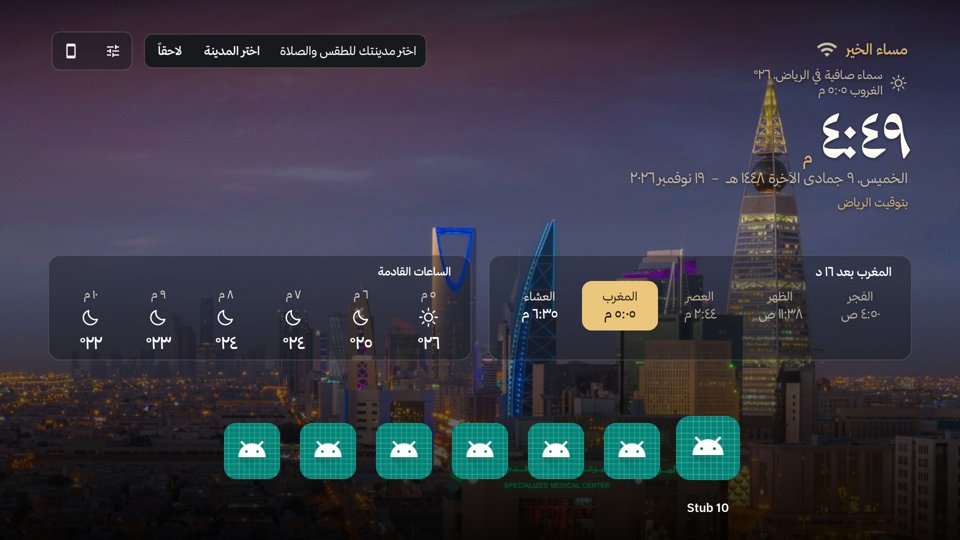 مساء الخير
سماء صافية في الرياض، ٢٦°
الغروب ٥:٠٥ م
٤:٤٩ م
الخميس، ٩ جمادى الآخرة ١٤٤٨ هـ – ١٩ نوفمبر ٢٠٢٦
بتوقيت الرياض
اختر مدينتك للطقس والصلاة اختر المدينة لاحقاً
المغرب بعد ١٦ د
الفجر الظهر العصر المغرب العشاء
٤:٥٠ ص ١١:٣٨ ص ٢:٤٤ م ٥:٠٥ م ٦:٣٥ م
الساعات القادمة
٥ م ٦ م ٧ م ٨ م ٩ م ١٠ م
٢٦° ٢٥° ٢٤° ٢٤° ٢٣° ٢٢°
SPECIALIZED MEDICAL CENTER
Stub 10